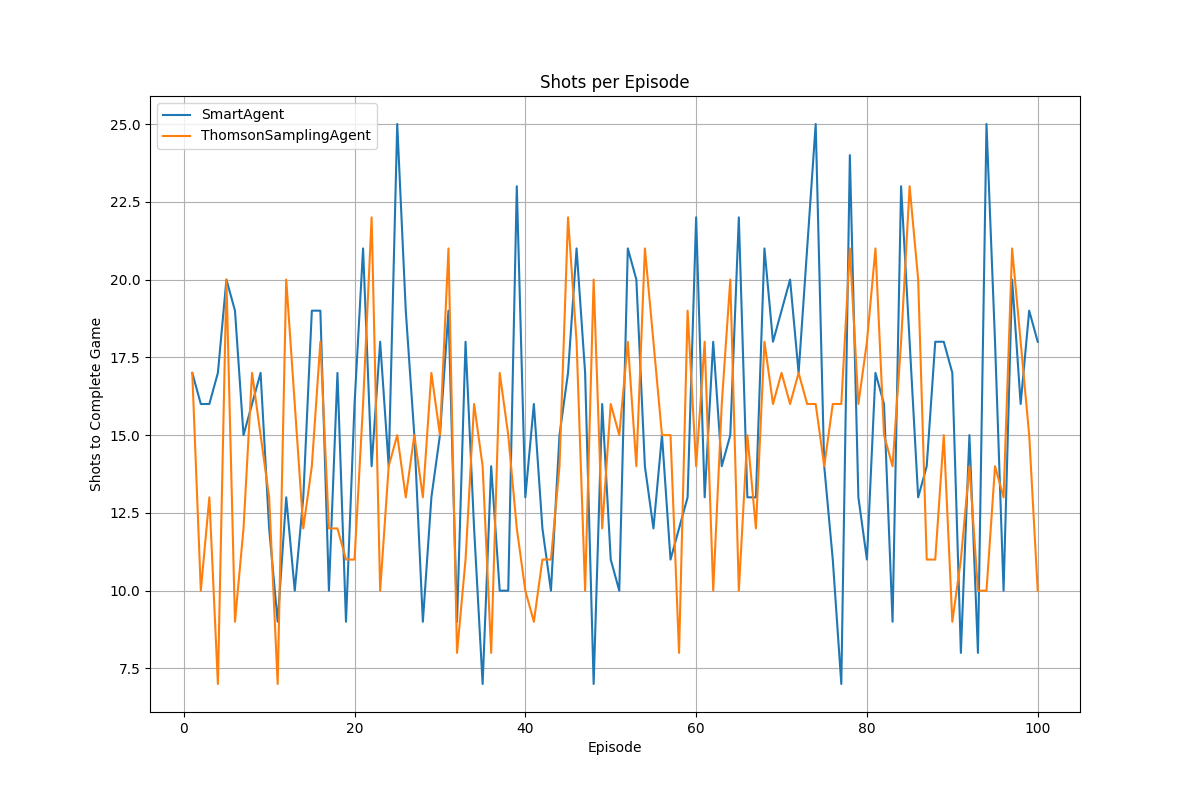 Shots per Episode
SmartAgent
ThomsonSamplingAgent
25.0
22.5
20.0
17.5
15.0
12.5
10.0
7.5
Shots to Complete Game
0 20 40 60 80 100
Episode